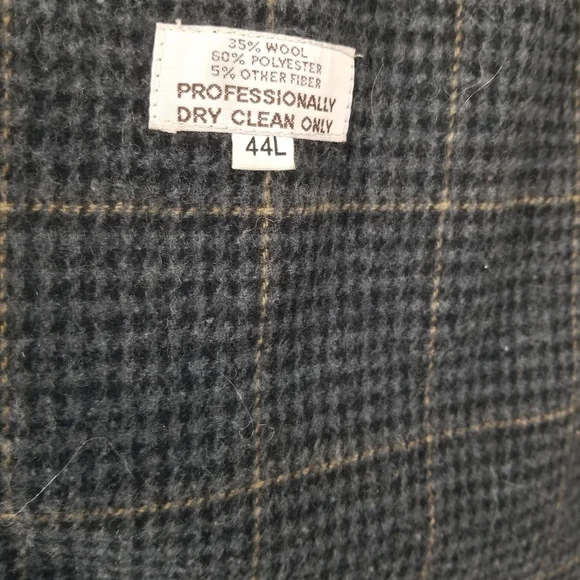 35% WOOL
60% POLYESTER
5% OTHER FIBER
PROFESSIONALLY
DRY CLEAN ONLY
44L